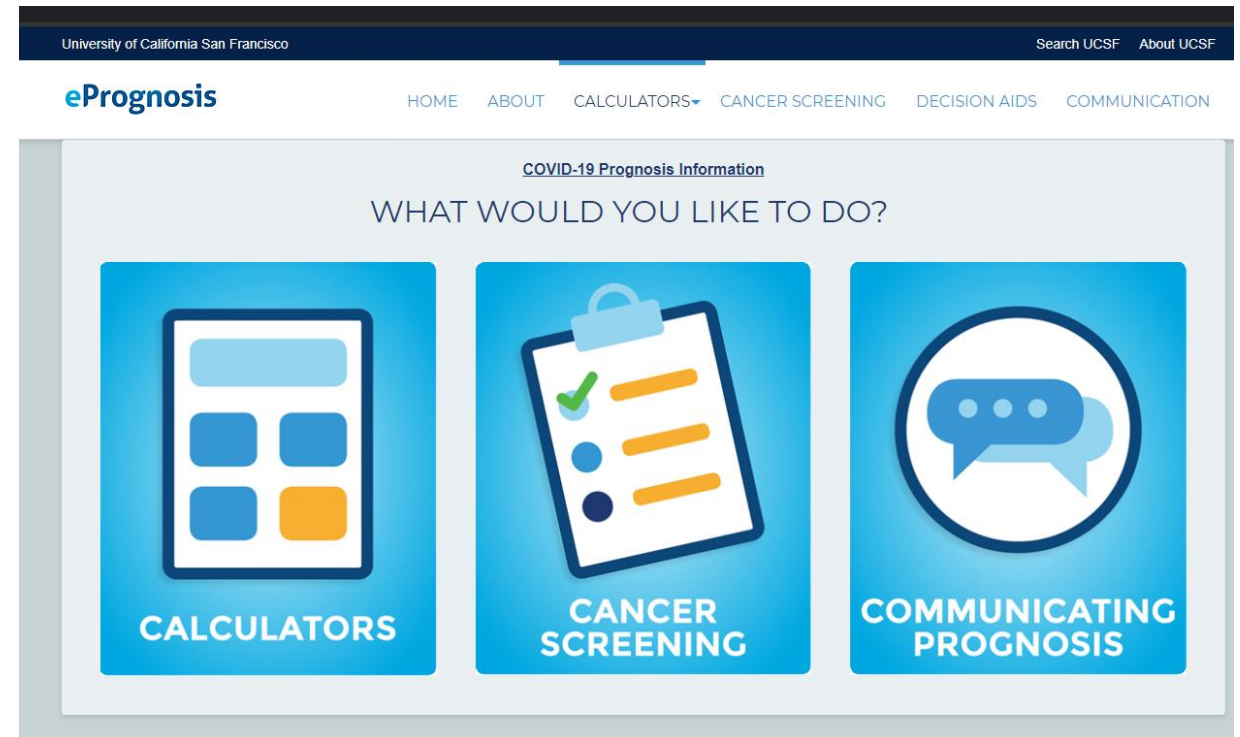 University of California San Francisco
Search UCSF About UCSF
ePrognosis
HOME ABOUT CALCULATORS CANCER SCREENING DECISION AIDS COMMUNICATION
COVID-19 Prognosis Information
WHAT WOULD YOU LIKE TO DO?
CALCULATORS
CANCER
SCREENING
COMMUNICATING
PROGNOSIS